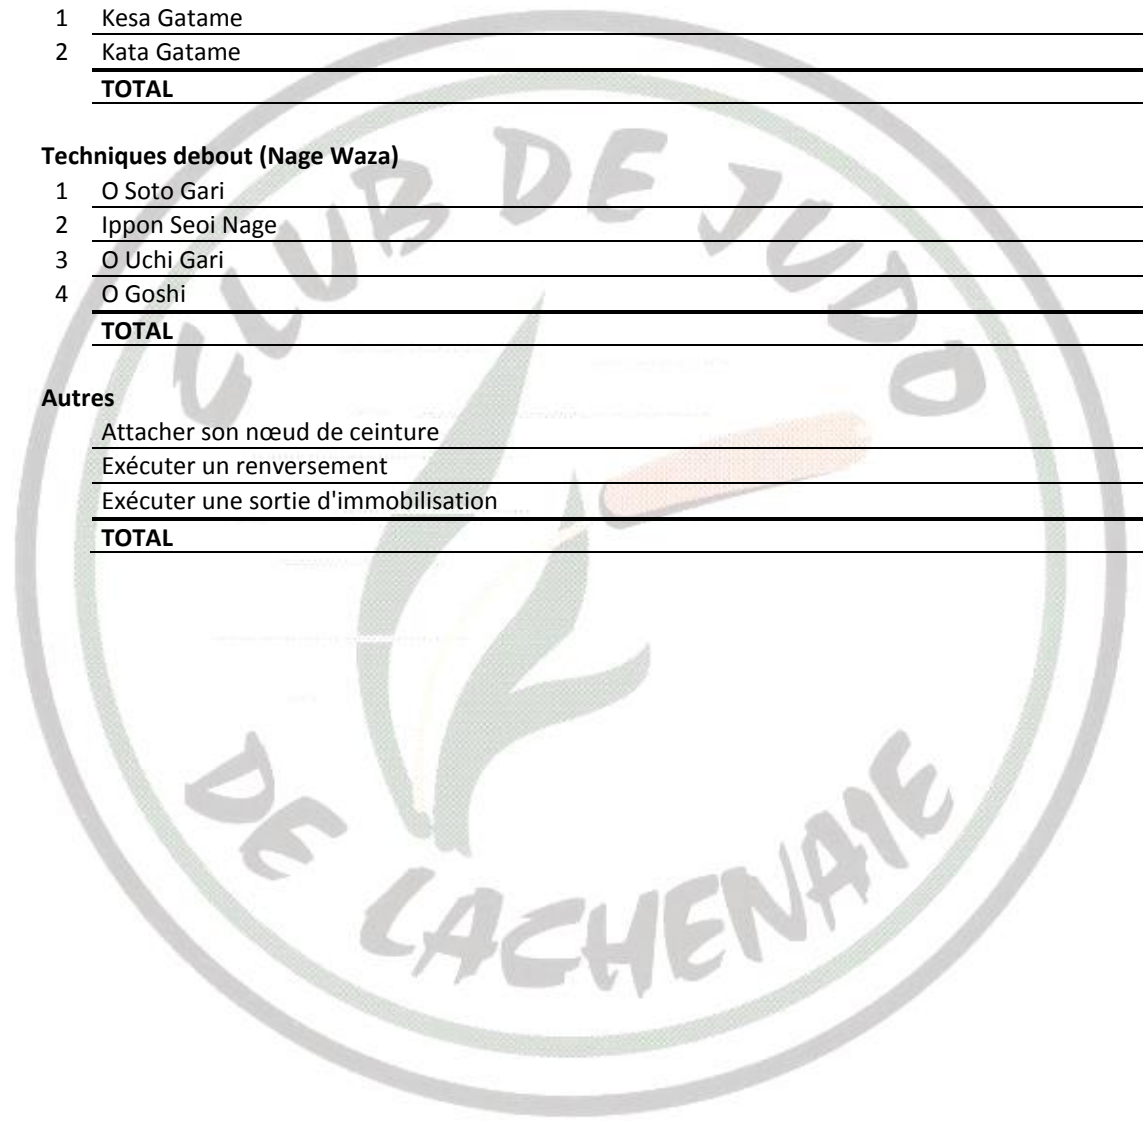 1 Kesa Gatame
2 Kata Gatame
TOTAL
Techniques debout (Nage Waza)
1 O Soto Gari
2 Ippon Seoi Nage
3 O Uchi Gari
4 O Goshi
TOTAL
Autres
Attacher son nœud de ceinture
Exécuter un renversement
Exécuter une sortie d'immobilisation
TOTAL
CLUB DE JUDO
DE LACHENAIE